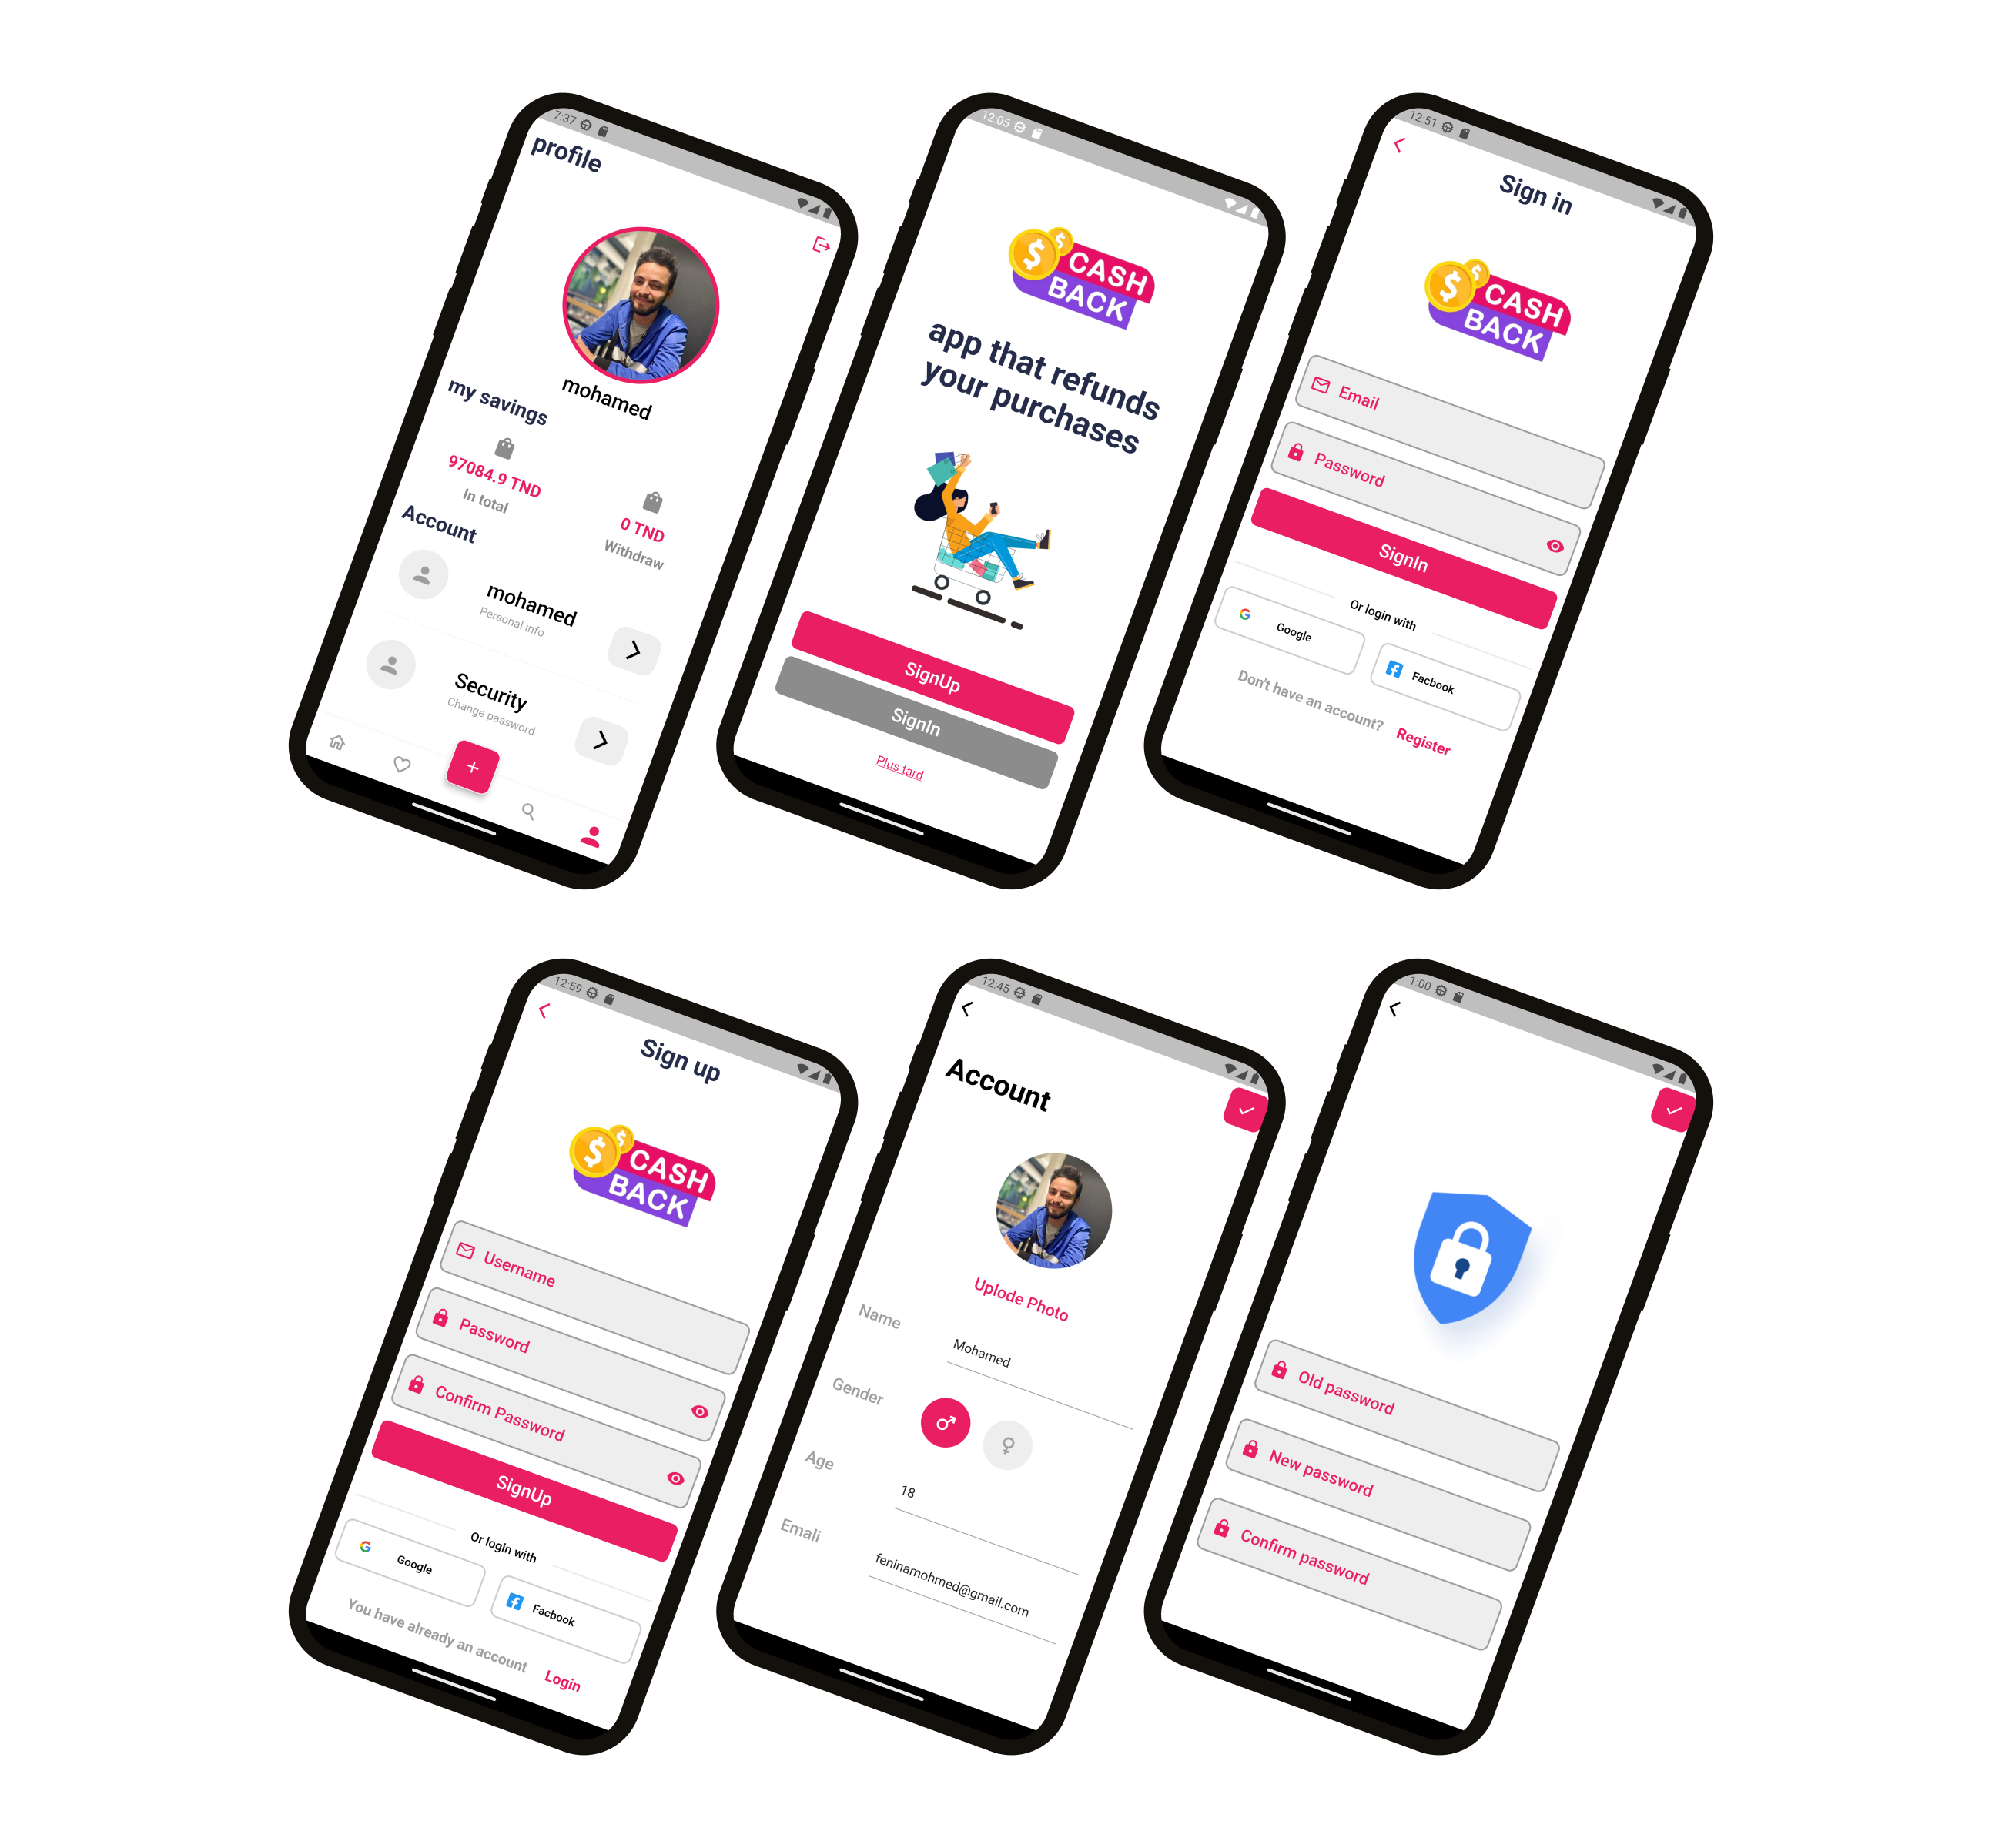 7:37
profile
mohamed
my savings
97084.9 TND
In total
0 TND
Withdraw
Account
mohamed
Personal info
Security
Change password
12:05
$ $ CASH
BACK
app that refunds
your purchases
SignUp
SignIn
Plus tard
12:51
Sign in
$ $ CASH
BACK
Email
Password
SignIn
Or login with
Google
Facbook
Don't have an account? Register
12:59
Sign up
$ $ CASH
BACK
Username
Password
Confirm Password
SignUp
Or login with
Google
Facbook
You have already an account Login
12:45
Account
Uplode Photo
Name
Mohamed
Gender
Age
18
Emali
feninamohmed@gmail.com
1:00
Old password
New password
Confirm password